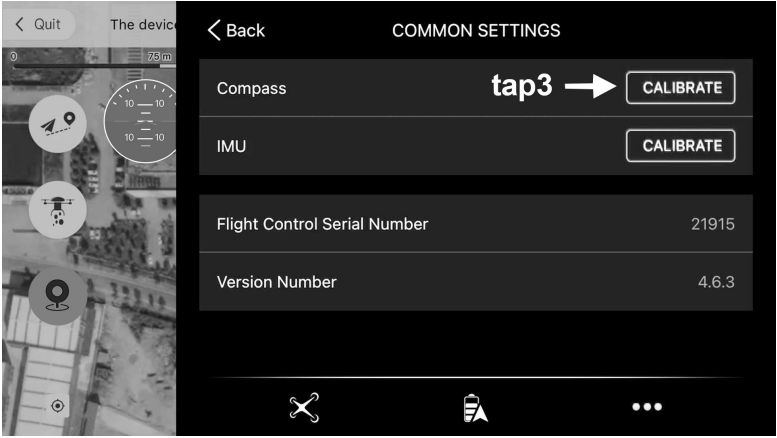 Quit
The device
0
75 m
10 10
10 10
Back
COMMON SETTINGS
Compass
tap3
CALIBRATE
IMU
CALIBRATE
Flight Control Serial Number
21915
Version Number
4.6.3